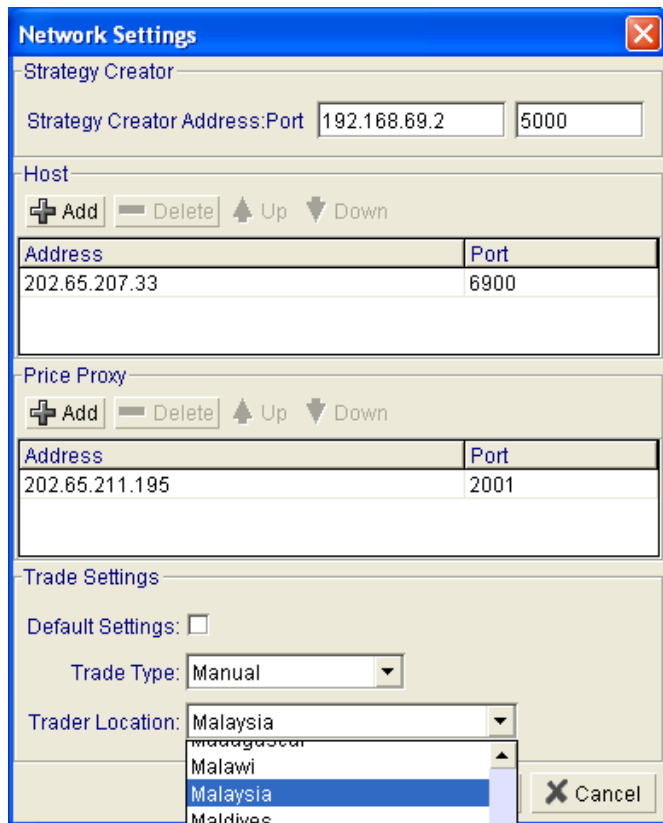 Network Settings
Strategy Creator
Strategy Creator Address:Port 192.168.69.2 5000
Host
Add Delete Up Down
Address Port
202.65.207.33 6900
Price Proxy
Add Delete Up Down
Address Port
202.65.211.195 2001
Trade Settings
Default Settings:
Trade Type: Manual
Trader Location: Malaysia
Madagascar
Malawi
Malaysia
Maldives
Cancel